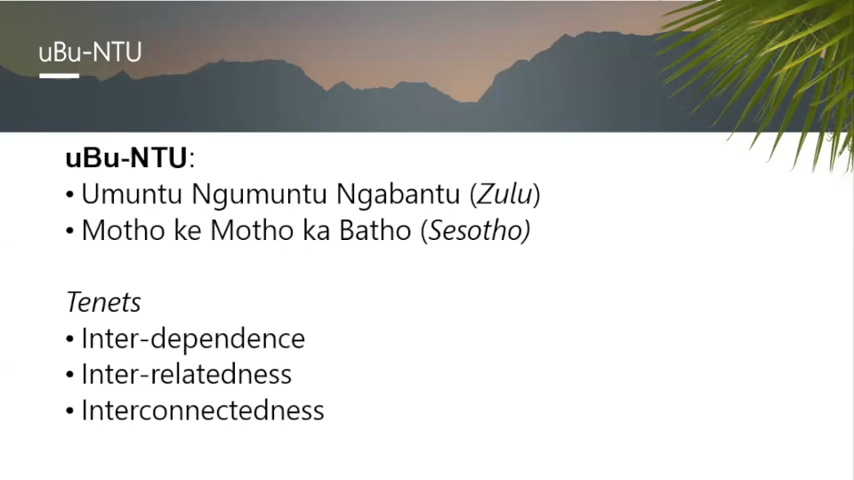 uBu-NTU
uBu-NTU:
• Umuntu Ngumuntu Ngabantu (Zulu)
• Motho ke Motho ka Batho (Sesotho)
Tenets
• Inter-dependence
• Inter-relatedness
• Interconnectedness